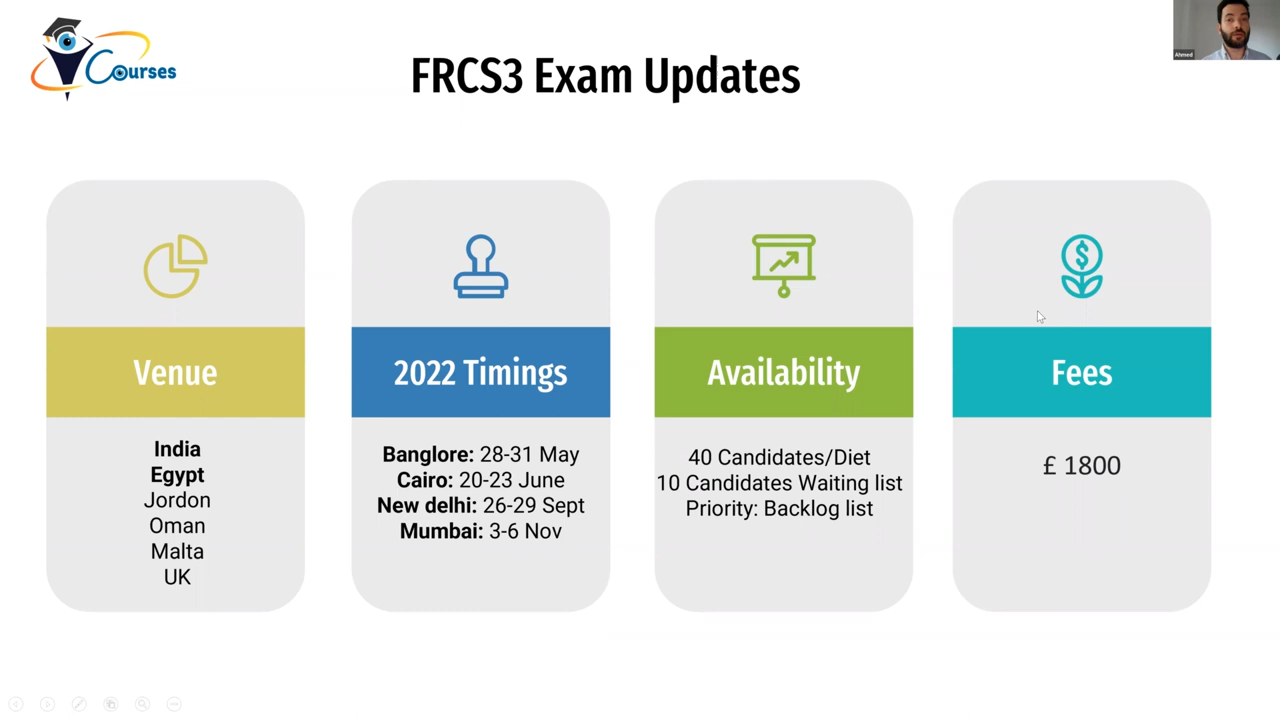 Courses
FRCS3 Exam Updates
Ahmed
Venue
India
Egypt
Jordon
Oman
Malta
UK
2022 Timings
Banglore: 28-31 May
Cairo: 20-23 June
New delhi: 26-29 Sept
Mumbai: 3-6 Nov
Availability
40 Candidates/Diet
10 Candidates Waiting list
Priority: Backlog list
$
Fees
£ 1800